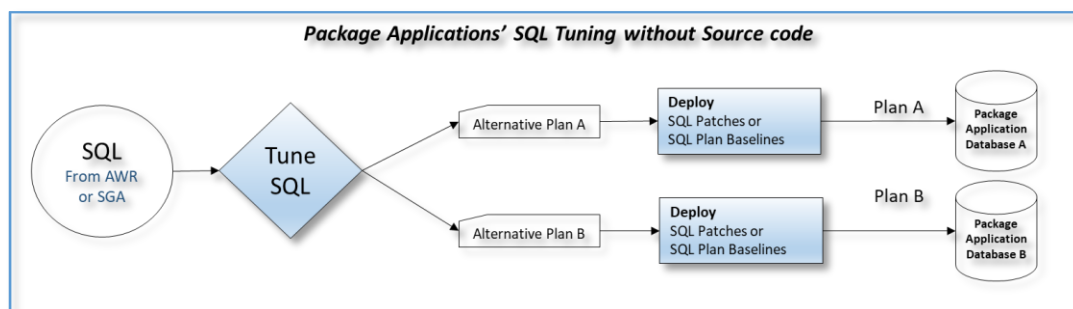 Package Applications' SQL Tuning without Source code
SQL
From AWR
or SGA
Tune
SQL
Alternative Plan A
Deploy
SQL Patches or
SQL Plan Baselines
Plan A
Package
Application
Database A
Alternative Plan B
Deploy
SQL Patches or
SQL Plan Baselines
Plan B
Package
Application
Database B